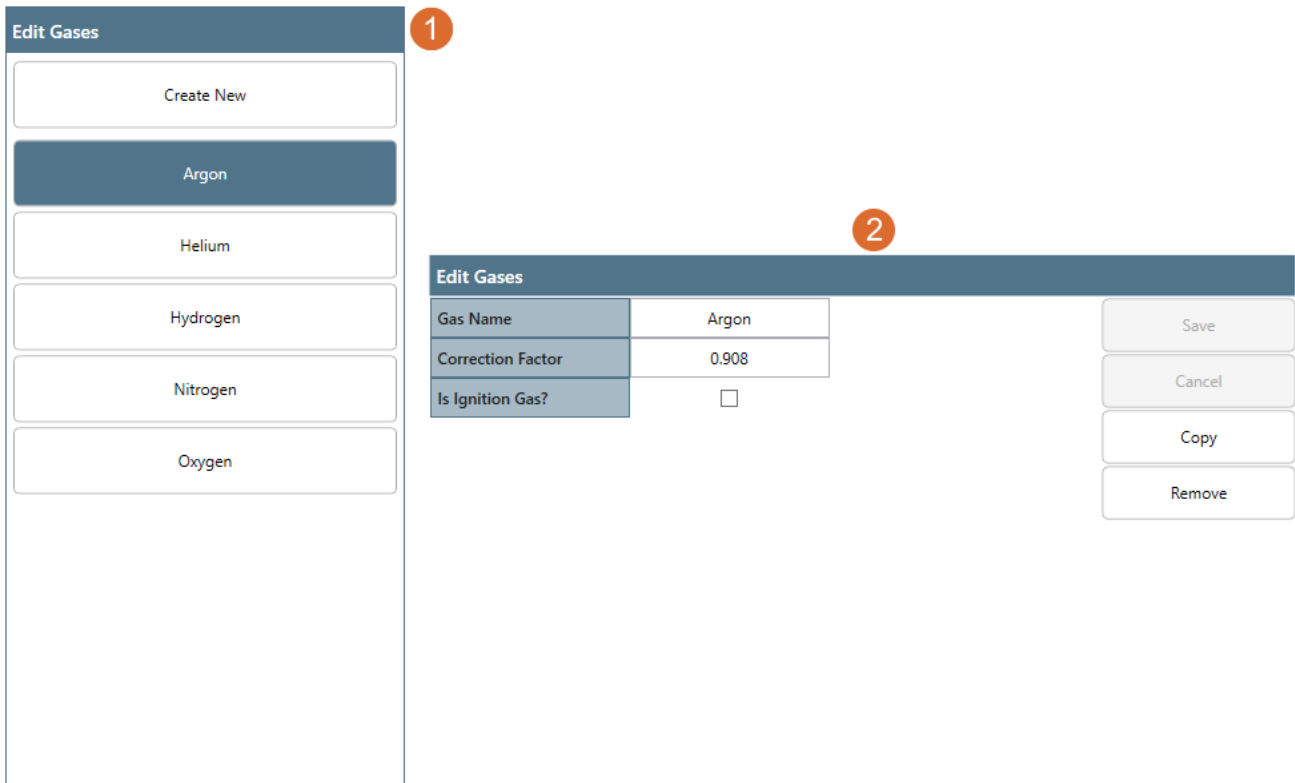 Edit Gases
1
Create New
Argon
Helium
Hydrogen
Nitrogen
Oxygen
2
Edit Gases
Gas Name Argon
Correction Factor 0.908
Is Ignition Gas?
Save
Cancel
Copy
Remove